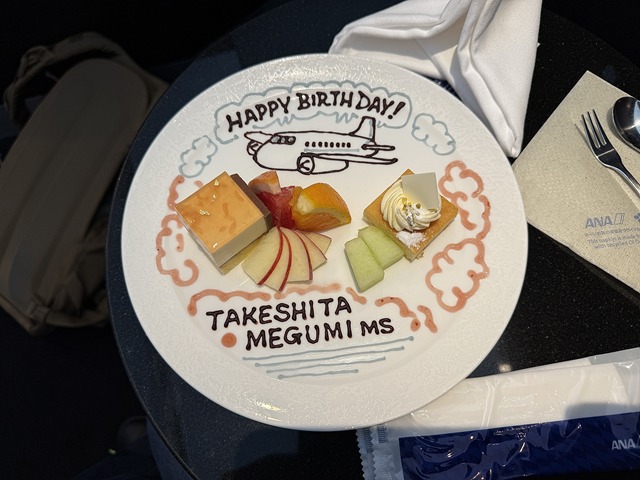 HAPPY BIRTHDAY!
TAKESHITA
MEGUMI MS
ANA
ANA